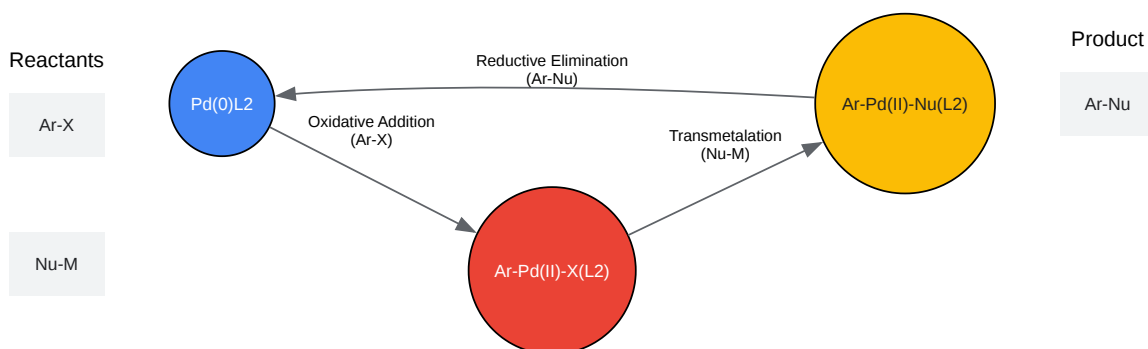 Reactants
Ar-X
Nu-M
Pd(0)L2
Oxidative Addition
(Ar-X)
Ar-Pd(II)-X(L2)
Transmetalation
(Nu-M)
Ar-Pd(II)-Nu(L2)
Reductive Elimination
(Ar-Nu)
Product
Ar-Nu